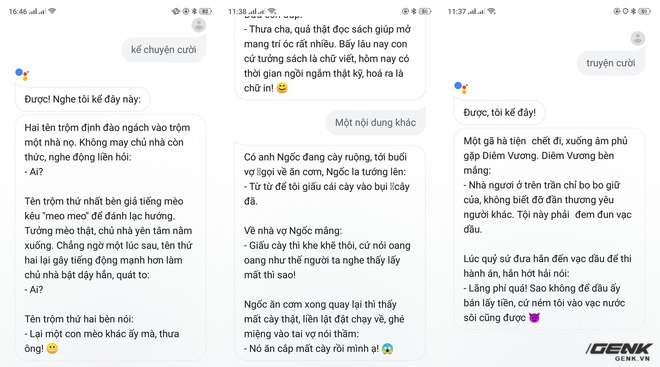 16:46
82
kể chuyện cười
Được! Nghe tôi kể đây này:
Hai tên trộm định đào ngách vào trộm
một nhà nọ. Không may chủ nhà còn
thức, nghe động liền hỏi:
- Ai?
Tên trộm thứ nhất bèn giả tiếng mèo
kêu "meo meo" để đánh lạc hướng.
Tưởng mèo thật, chủ nhà yên tâm nằm
xuống. Chẳng ngờ một lúc sau, tên thứ
hai lại gây tiếng động mạnh hơn làm
chủ nhà bật dậy hẳn, quát to:
- Ai?
Tên trộm thứ hai bèn nói:
- Lại một con mèo khác ấy mà, thưa
ông! 😬
11:38
50
- Thưa cha, quả thật đọc sách giúp mở
mang trí óc rất nhiều. Bấy lâu nay con
cứ tưởng sách là chữ viết, hôm nay có
thời gian ngồi ngẫm thật kỹ, hoá ra là
chữ in! 😊
Một nội dung khác
Có anh Ngốc đang cày ruộng, tới buổi
vợ gọi về ăn cơm, Ngốc la tướng lên:
- Từ từ để tôi giấu cái cày vào bụi cây
đã.
Về nhà vợ Ngốc mắng:
- Giấu cày thì khe khẽ thôi, cứ nói oang
oang như thế người ta nghe thấy lấy
mất thì sao!
Ngốc ăn cơm xong quay lại thì thấy
mất cày thật, liền lật đật chạy về, ghé
miệng vào tai vợ nói thầm:
- Nó ăn cắp mất cày rồi mình ạ! 😱
11:37
50
truyện cười
Được, tôi kể đây!
Một gã hà tiện chết đi, xuống âm phủ
gặp Diêm Vương. Diêm Vương bèn
mắng:
- Nhà ngươi ở trên trần chỉ bo bo giữ
của, không biết đỡ đần thương yêu
người khác. Tội này phải đem đun vạc
dầu.
Lúc quỷ sứ đưa hắn đến vạc dầu để thi
hành án, hắn hớt hải nói:
- Lãng phí quá! Sao không để dầu ấy
bán lấy tiền, cứ ném tôi vào vạc nước
sôi cũng được 😈
GENK
GENK.VN